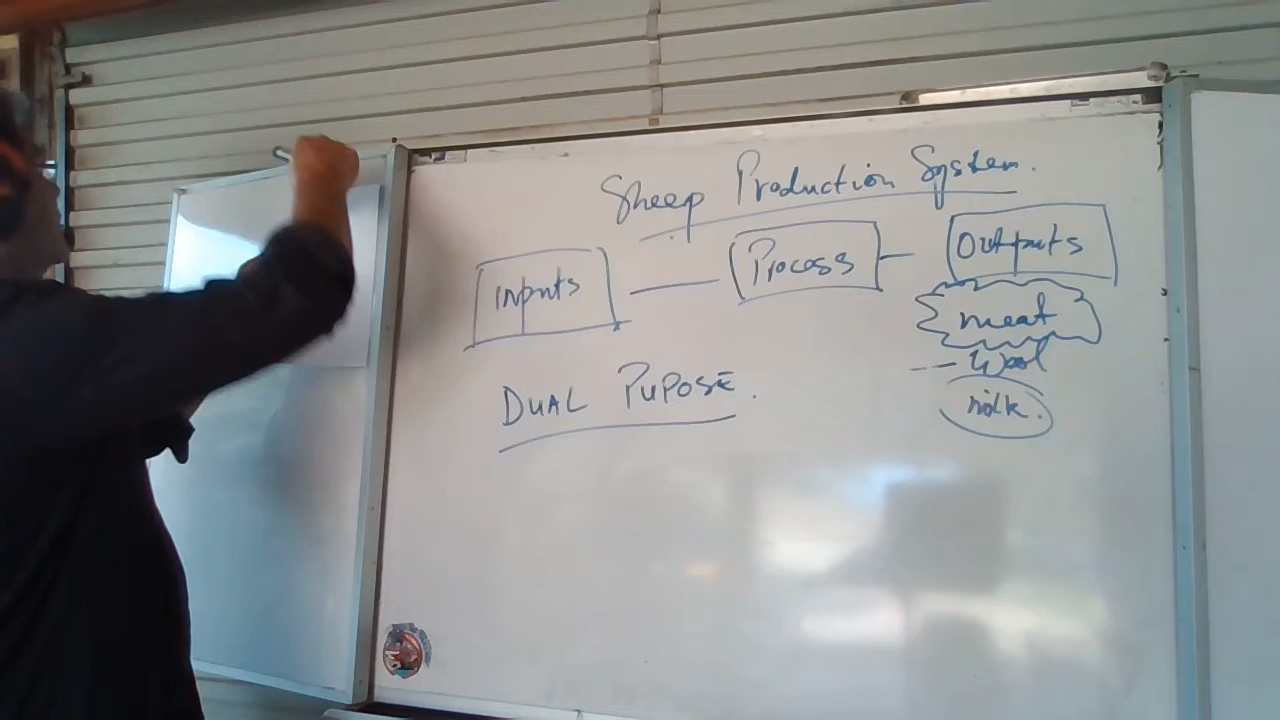 Sheep Production System.
Inputs — Process — Outputs
meat
-- Wool
milk.
DUAL PUPOSE.